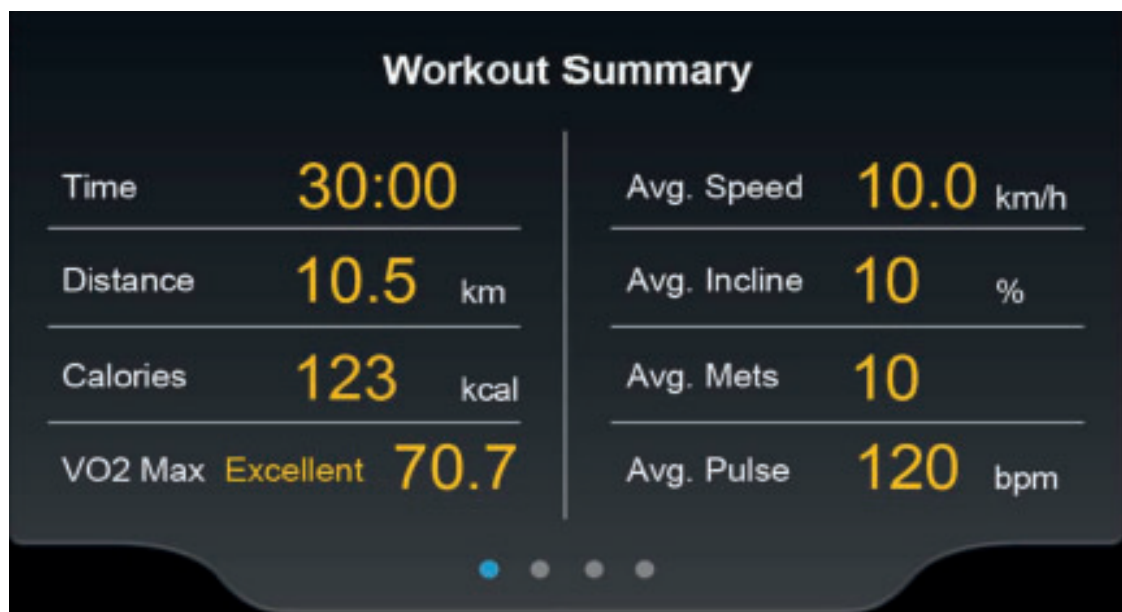 Workout Summary
Time 30:00
Distance 10.5 km
Calories 123 kcal
VO2 Max Excellent 70.7
Avg. Speed 10.0 km/h
Avg. Incline 10 %
Avg. Mets 10
Avg. Pulse 120 bpm